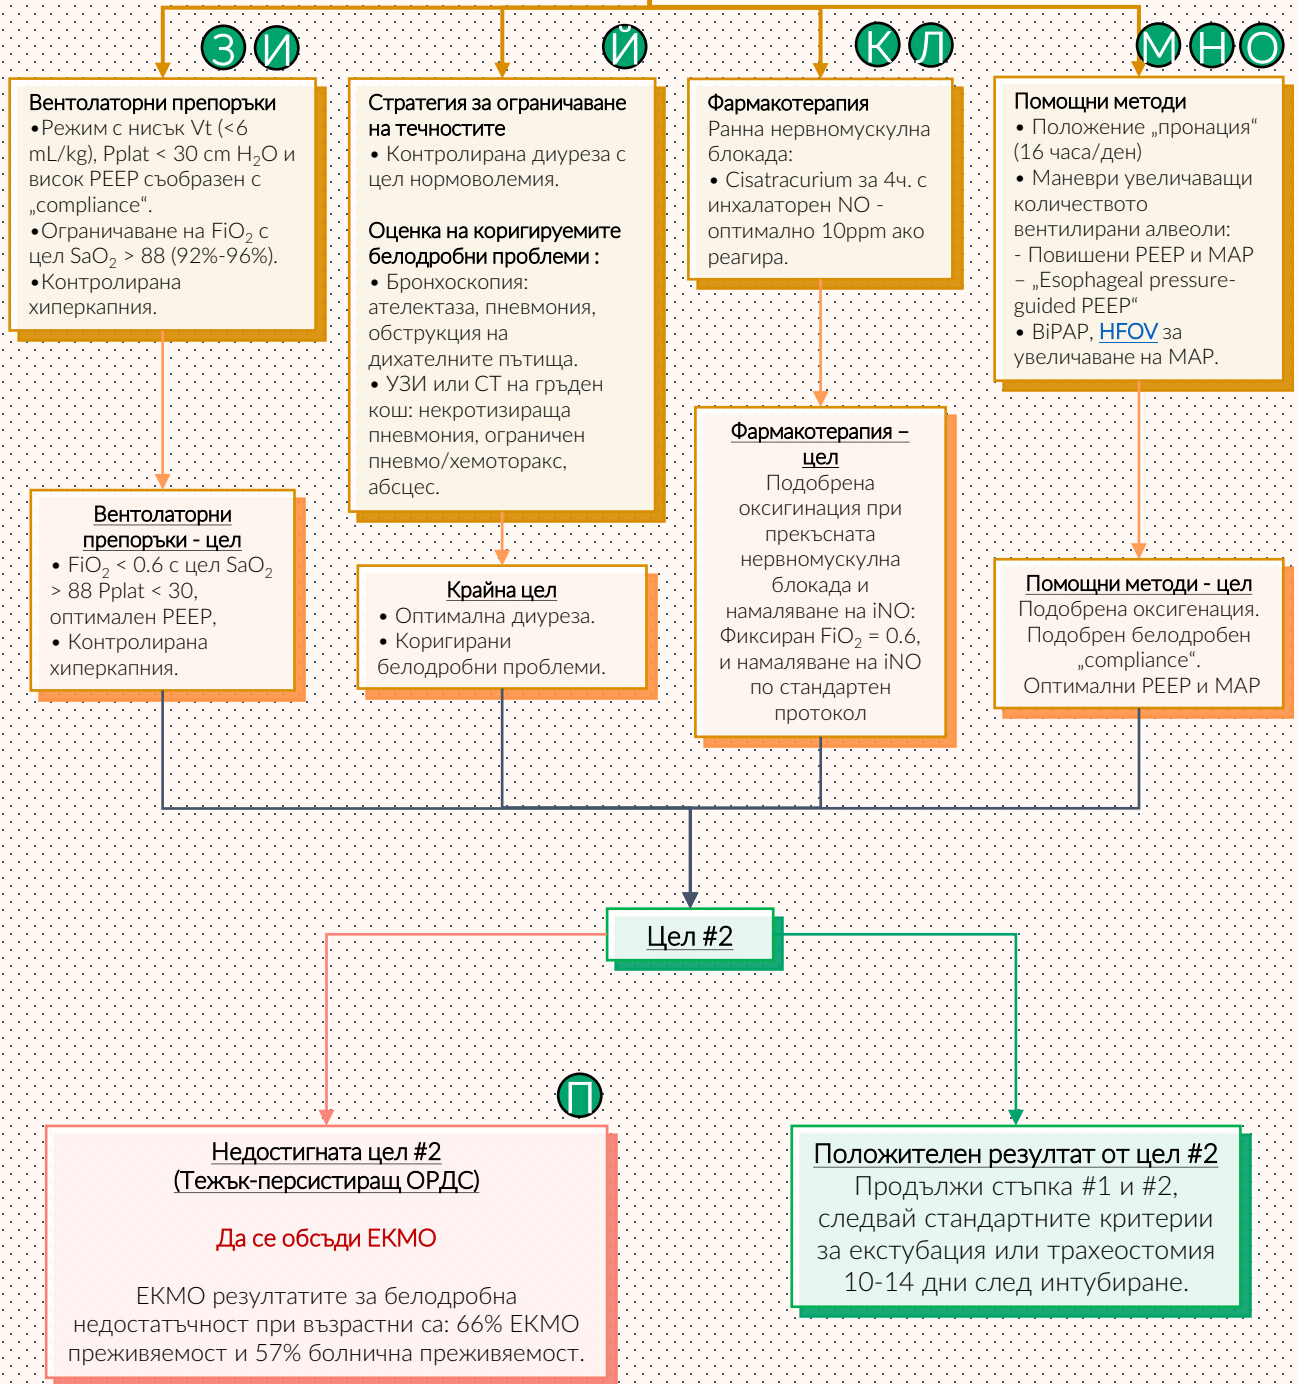 З И
Й
К Л
М Н О
Вентолаторни препоръки
•Режим с нисък Vt (<6
mL/kg), Pplat < 30 cm H₂O и
висок PEEP съобразен с
„compliance“.
•Ограничаване на FiO₂ с
цел SaO₂ > 88 (92%-96%).
•Контролирана
хиперкапния.
Стратегия за ограничаване
на течностите
• Контролирана диуреза с
цел нормоволемия.
Оценка на коригируемите
белодробни проблеми :
• Бронхоскопия:
ателектаза, пневмония,
обструкция на
дихателните пътища.
• УЗИ или СТ на гръден
кош: некротизираща
пневмония, ограничен
пневмо/хемоторакс,
абсцес.
Фармакотерапия
Ранна нервномускулна
блокада:
• Cisatracurium за 4ч. с
инхалаторен NO -
оптимално 10ppm ако
реагира.
Помощни методи
• Положение „пронация“
(16 часа/ден)
• Маневри увеличаващи
количеството
вентилирани алвеоли:
- Повишени PEEP и MAP
– „Esophageal pressure-
guided PEEP“
• BiPAP, HFOV за
увеличаване на MAP.
Вентолаторни
препоръки - цел
• FiO₂ < 0.6 с цел SaO₂
> 88 Pplat < 30,
оптимален PEEP,
• Контролирана
хиперкапния.
Крайна цел
• Оптимална диуреза.
• Коригирани
белодробни проблеми.
Фармакотерапия –
цел
Подобрена
оксигинация при
прекъсната
нервномускулна
блокада и
намаляване на iNO:
Фиксиран FiO₂ = 0.6,
и намаляване на iNO
по стандартен
протокол
Помощни методи - цел
Подобрена оксигенация.
Подобрен белодробен
„compliance“.
Оптимални PEEP и MAP
Цел #2
П
Недостигната цел #2
(Тежък-персистиращ ОРДС)
Да се обсъди ЕКМО
ЕКМО резултатите за белодробна
недостатъчност при възрастни са: 66% ЕКМО
преживяемост и 57% болнична преживяемост.
Положителен резултат от цел #2
Продължи стъпка #1 и #2,
следвай стандартните критерии
за екстубация или трахеостомия
10-14 дни след интубиране.